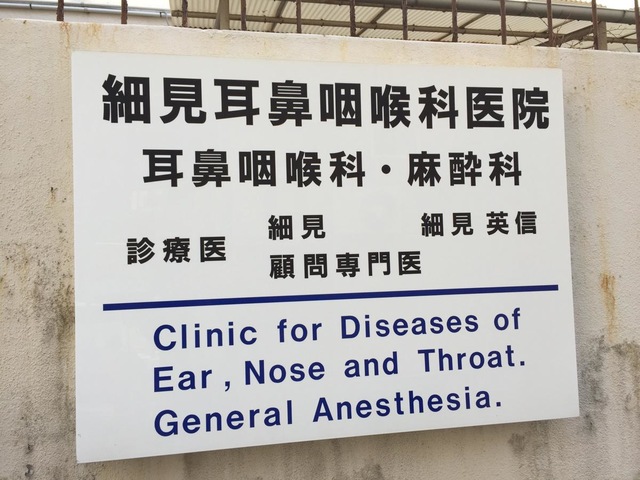 細見耳鼻咽喉科医院
耳鼻咽喉科・麻酔科
診療医 細見 細見 英信
顧問専門医
Clinic for Diseases of
Ear, Nose and Throat.
General Anesthesia.